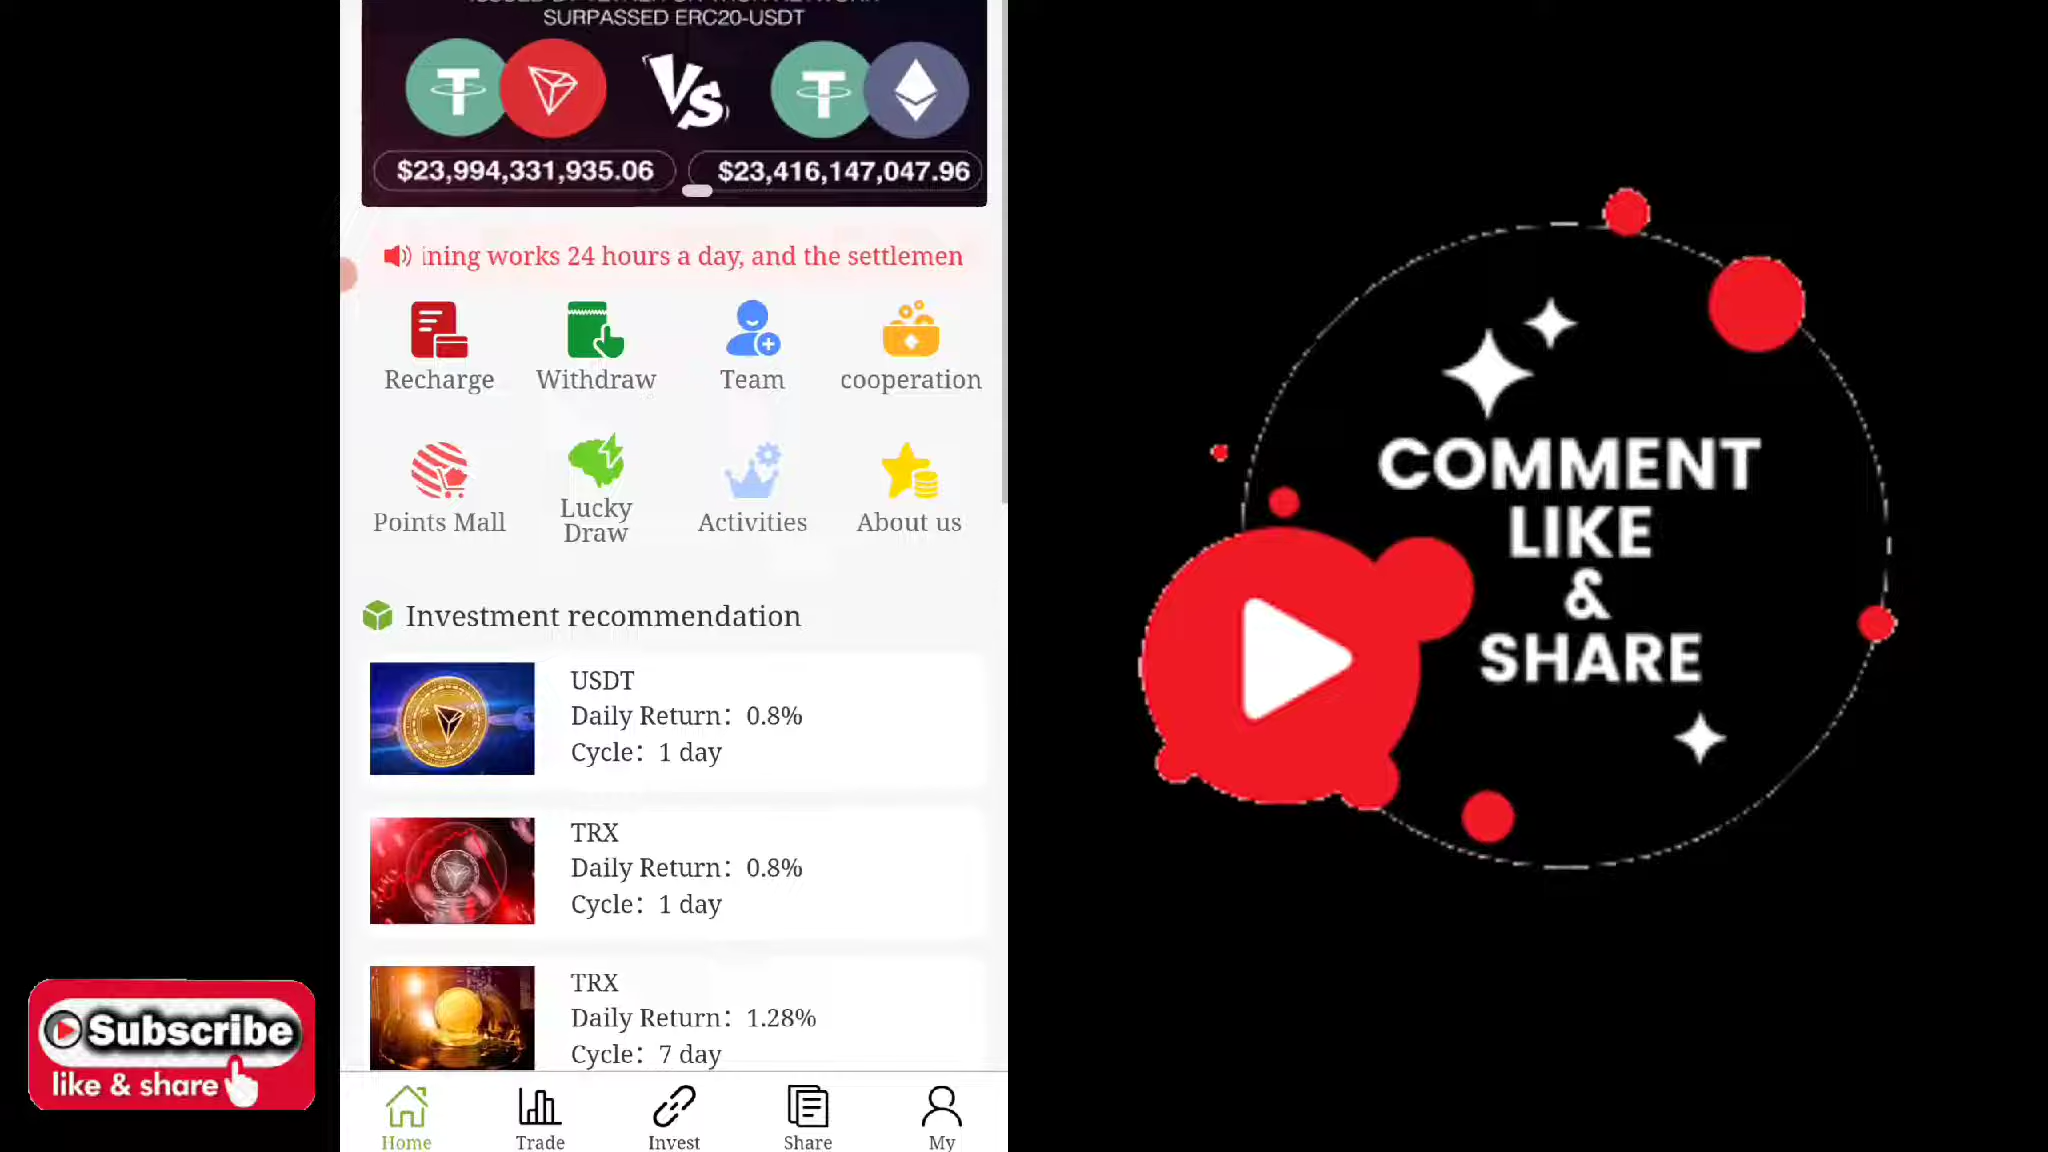 SURPASSED ERC20-USDT
VS
$23,994,331,935.06
$23,416,147,047.96
ining works 24 hours a day, and the settlemen
Recharge
Withdraw
Team
cooperation
Points Mall
Lucky
Draw
Activities
About us
Investment recommendation
USDT
Daily Return: 0.8%
Cycle: 1 day
TRX
Daily Return: 0.8%
Cycle: 1 day
TRX
Daily Return: 1.28%
Cycle: 7 day
Home
Trade
Invest
Share
My
COMMENT
LIKE
&
SHARE
Subscribe
like & share